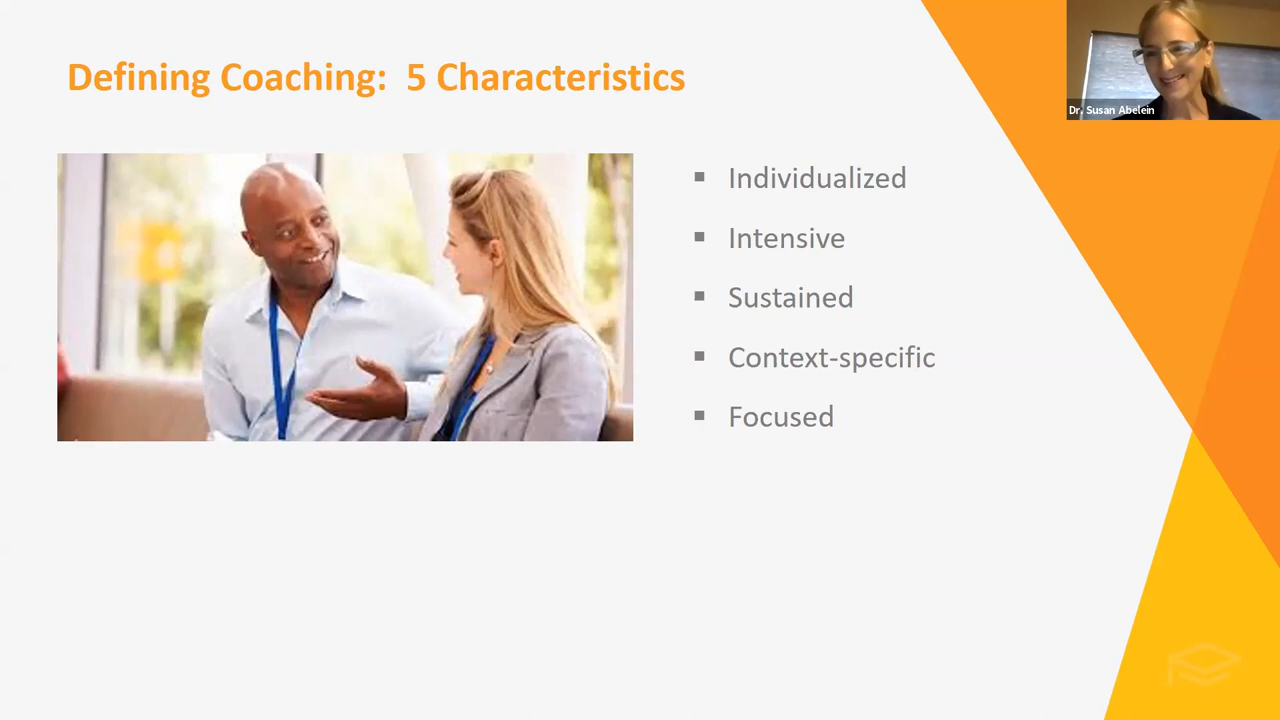 Defining Coaching:  5 Characteristics
Dr. Susan Abelein
Individualized
Intensive
Sustained
Context-specific
Focused